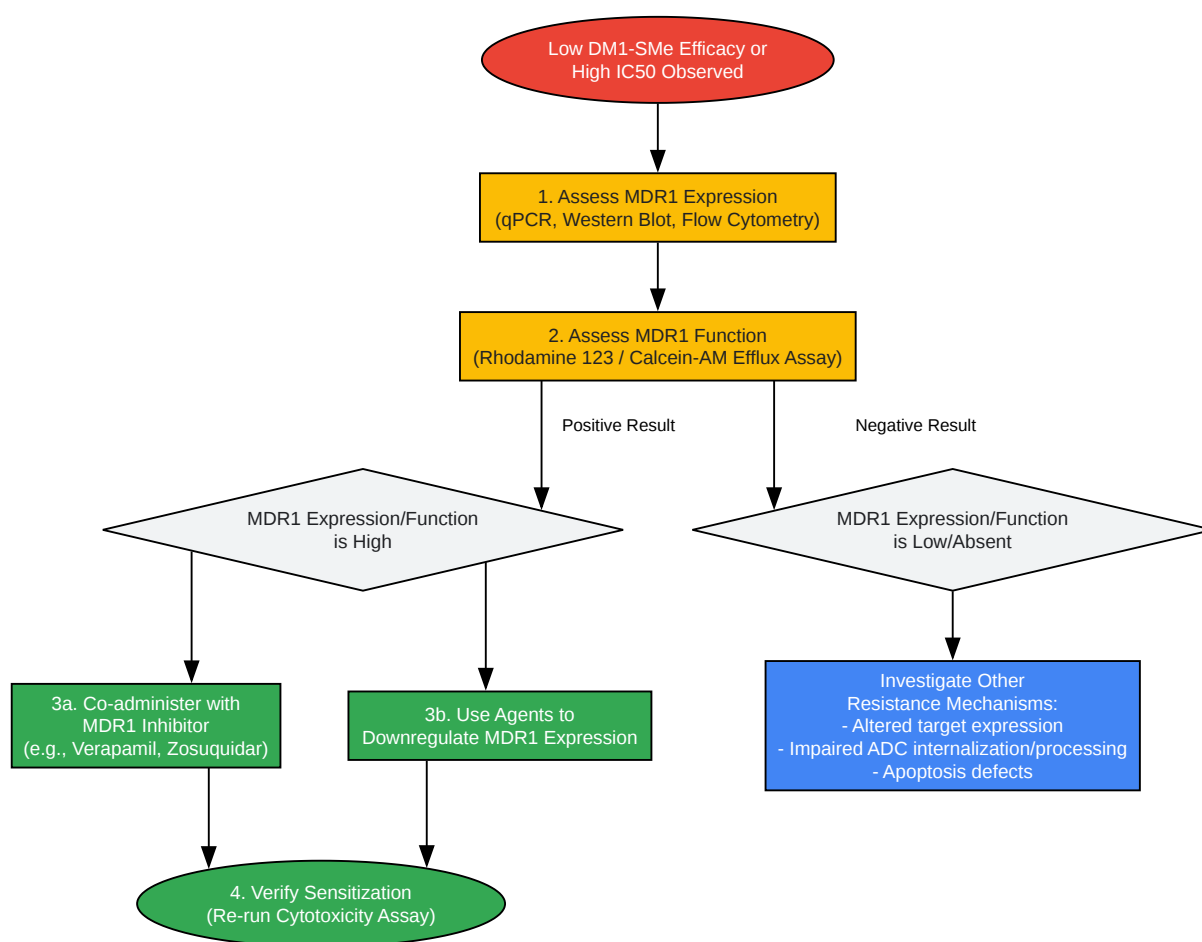 Low DM1-SMe Efficacy or
High IC50 Observed
1. Assess MDR1 Expression
(qPCR, Western Blot, Flow Cytometry)
2. Assess MDR1 Function
(Rhodamine 123 / Calcein-AM Efflux Assay)
Positive Result
Negative Result
MDR1 Expression/Function
is High
MDR1 Expression/Function
is Low/Absent
3a. Co-administer with
MDR1 Inhibitor
(e.g., Verapamil, Zosuquidar)
3b. Use Agents to
Downregulate MDR1 Expression
Investigate Other
Resistance Mechanisms:
- Altered target expression
- Impaired ADC internalization/processing
- Apoptosis defects
4. Verify Sensitization
(Re-run Cytotoxicity Assay)